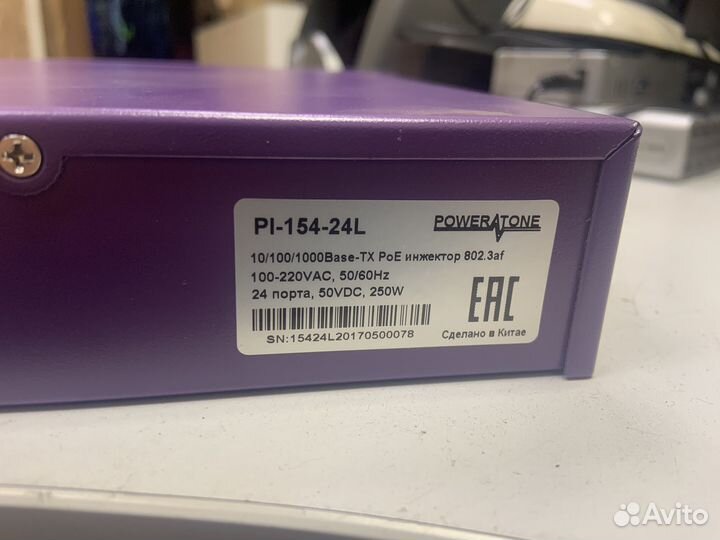 PI-154-24L
POWERATONE
10/100/1000Base-TX PoE инжектор 802.3af
100-220VAC, 50/60Hz
24 порта, 50VDC, 250W
EAC
SN:15424L20170500078
Сделано в Китае
Avito